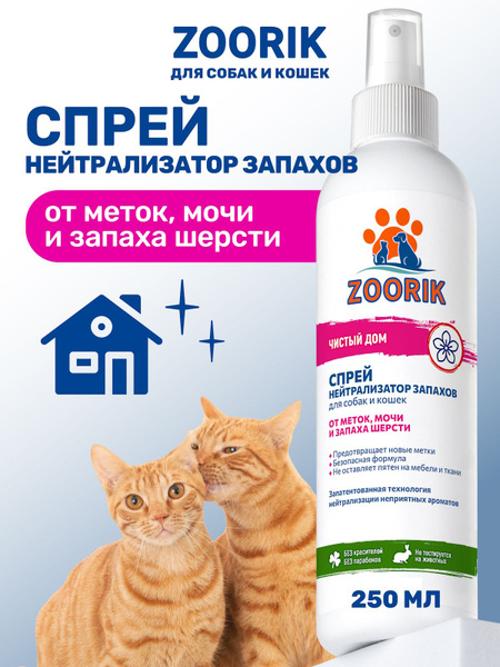 ZOORIK
ДЛЯ СОБАК И КОШЕК
СПРЕЙ
НЕЙТРАЛИЗАТОР ЗАПАХОВ
от меток, мочи
и запаха шерсти
ZOORIK
ЧИСТЫЙ ДОМ
СПРЕЙ
НЕЙТРАЛИЗАТОР ЗАПАХОВ
для собак и кошек
ОТ МЕТОК, МОЧИ
И ЗАПАХА ШЕРСТИ
• Предотвращает новые метки
• Безопасная формула
• Не оставляет пятен на мебели и ткани
Запатентованная технология
нейтрализации неприятных ароматов
БЕЗ красителей
БЕЗ парабенов
Не тестируется
на животных
250 МЛ